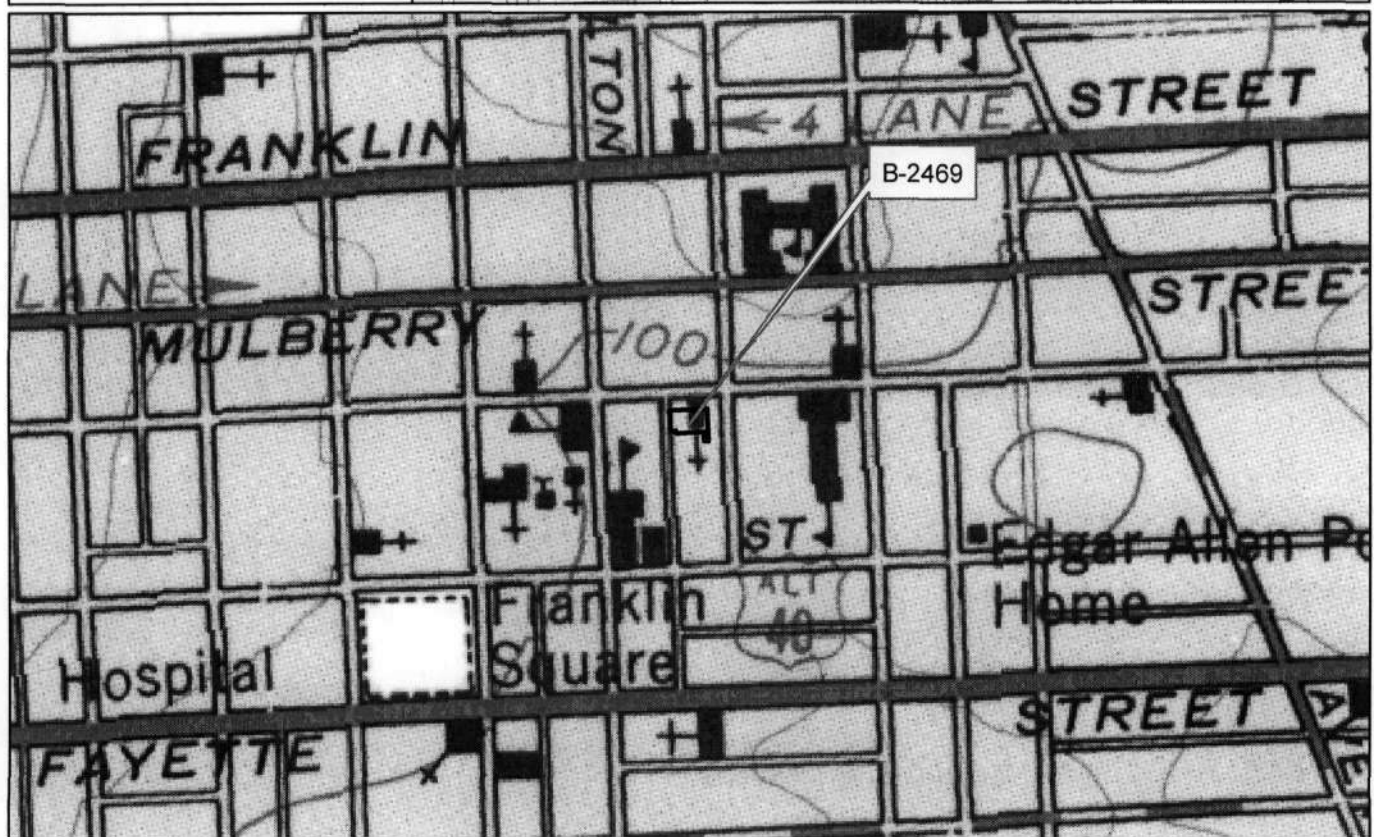 TON
4 LANE
STREET
FRANKLIN
B-2469
LANE
STREET
MULBERRY
100
ST
Edgar Allen Po
Home
ALT
40
Franklin
Square
Hospital
STREET
FAYETTE
AVE